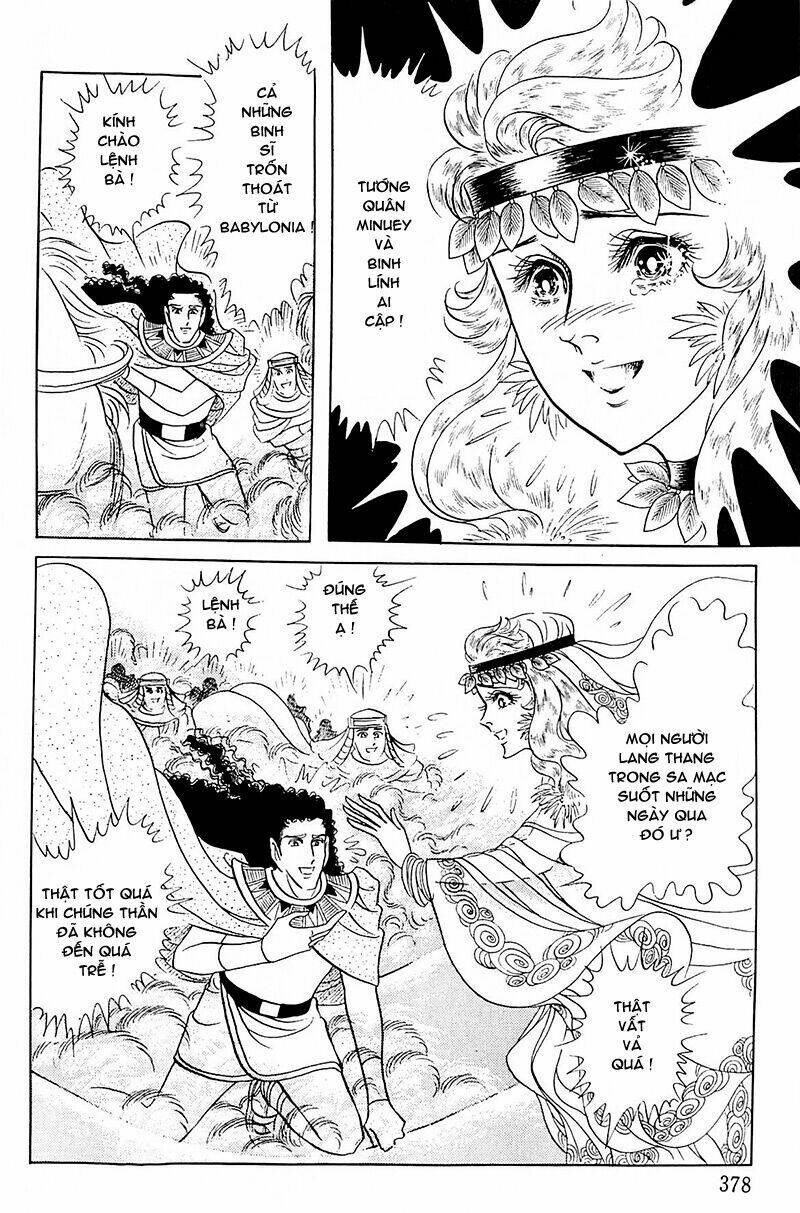 TƯỚNG
QUÂN
MINUEY
VÀ
BINH
LÍNH
AI
CẬP !
CẢ
NHỮNG
BINH
SĨ
TRỐN
THOÁT
TỪ
BABYLONIA !
KÍNH
CHÀO
LỆNH
BÀ !
MỌI NGƯỜI
LANG THANG
TRONG SA MẠC
SUỐT NHỮNG
NGÀY QUA
ĐÓ Ư ?
THẬT
VẤT
VẢ
QUÁ !
ĐÚNG
THẾ
Ạ !
LỆNH
BÀ !
THẬT TỐT QUÁ
KHI CHÚNG THẦN
ĐÃ KHÔNG
ĐẾN QUÁ
TRỄ !
378